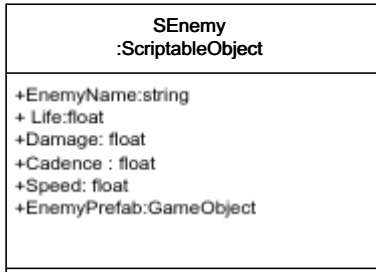 SEnemy
:ScriptableObject
+EnemyName:string
+ Life:float
+Damage: float
+Cadence : float
+Speed: float
+EnemyPrefab:GameObject